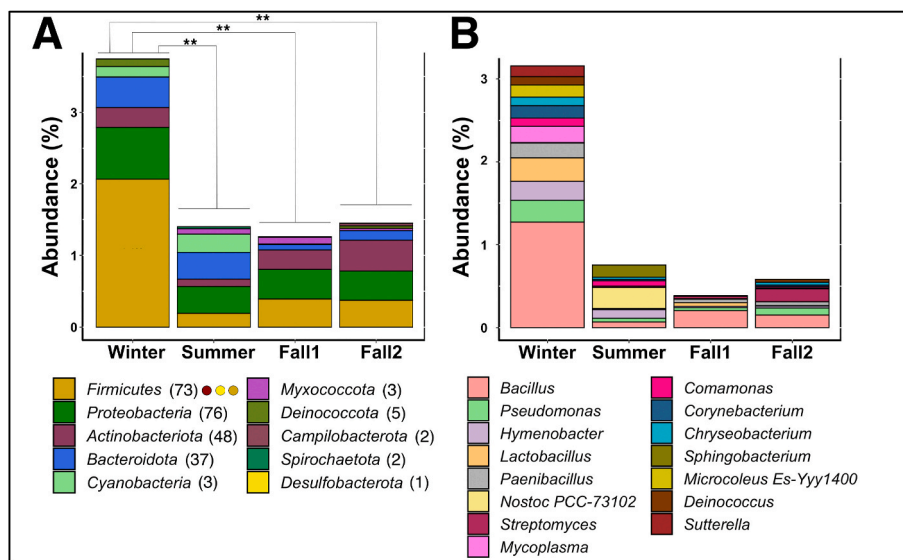 A
B
**
**
**
Abundance (%)
3
2
1
0
Winter Summer Fall1 Fall2
Abundance (%)
3
2
1
0
Winter Summer Fall1 Fall2
Firmicutes (73)
Proteobacteria (76)
Actinobacteriota (48)
Bacteroidota (37)
Cyanobacteria (3)
Myxococcota (3)
Deinococcota (5)
Campilobacterota (2)
Spirochaetota (2)
Desulfobacterota (1)
Bacillus
Pseudomonas
Hymenobacter
Lactobacillus
Paenibacillus
Nostoc PCC-73102
Streptomyces
Mycoplasma
Comamonas
Corynebacterium
Chryseobacterium
Sphingobacterium
Microcoleus Es-Yyy1400
Deinococcus
Sutterella